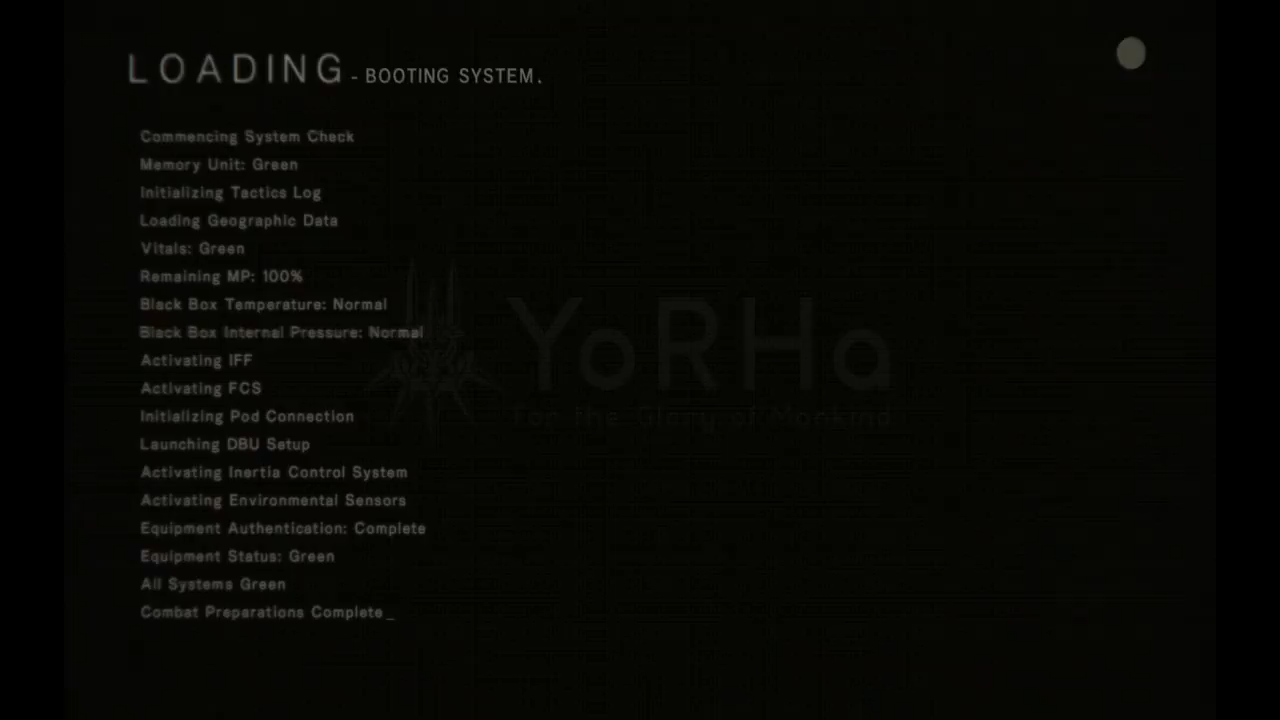 LOADING - BOOTING SYSTEM.
Commencing System Check
Memory Unit: Green
Initializing Tactics Log
Loading Geographic Data
Vitals: Green
Remaining MP: 100%
Black Box Temperature: Normal
Black Box Internal Pressure: Normal
Activating IFF
Activating FCS
Initializing Pod Connection
Launching DBU Setup
Activating Inertia Control System
Activating Environmental Sensors
Equipment Authentication: Complete
Equipment Status: Green
All Systems Green
Combat Preparations Complete_
YoRHa
For the Glory of Mankind